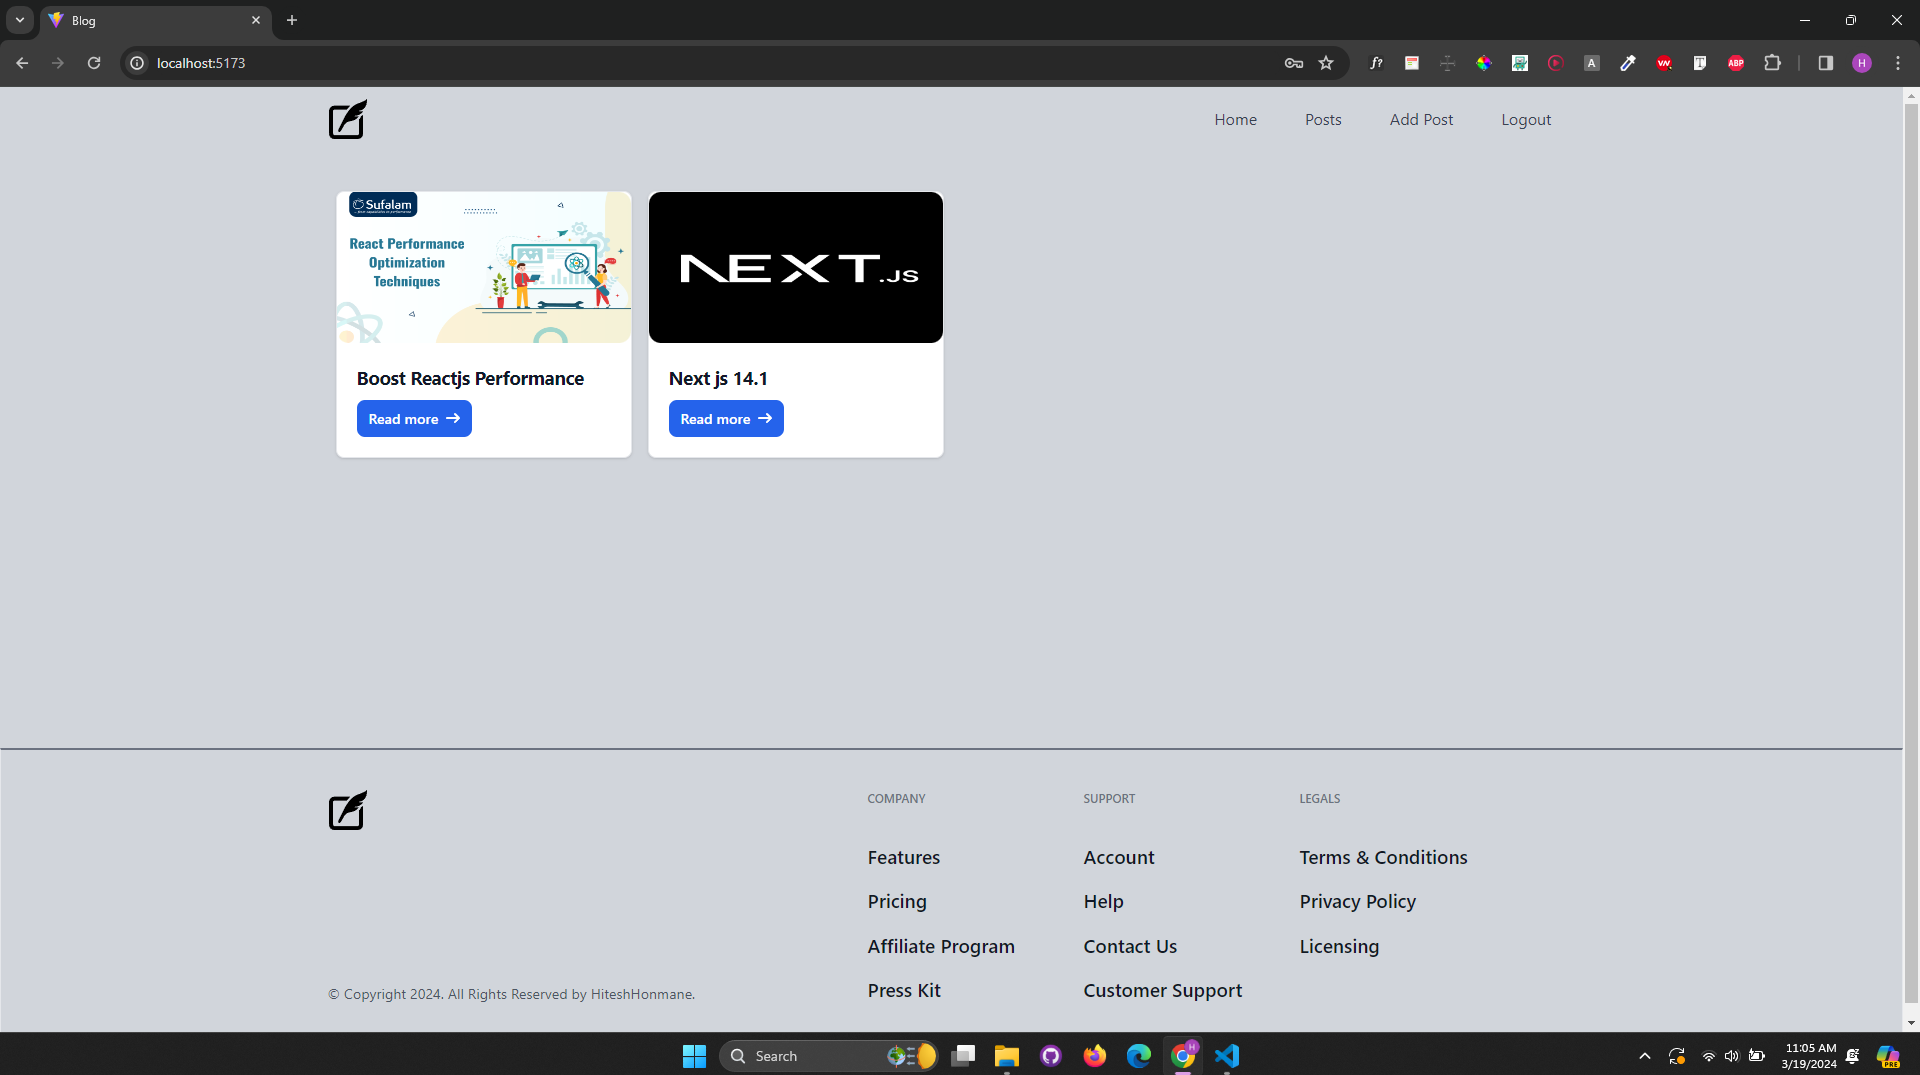 Blog
localhost:5173
f?
A
ABP
H
Home
Posts
Add Post
Logout
Sufalam
React Performance
Optimization
Techniques
NEXT.JS
Boost Reactjs Performance
Next js 14.1
Read more
Read more
COMPANY
SUPPORT
LEGALS
Features
Account
Terms & Conditions
Pricing
Help
Privacy Policy
Affiliate Program
Contact Us
Licensing
© Copyright 2024. All Rights Reserved by HiteshHonmane.
Press Kit
Customer Support
Search
H
11:05 AM
3/19/2024
PRE